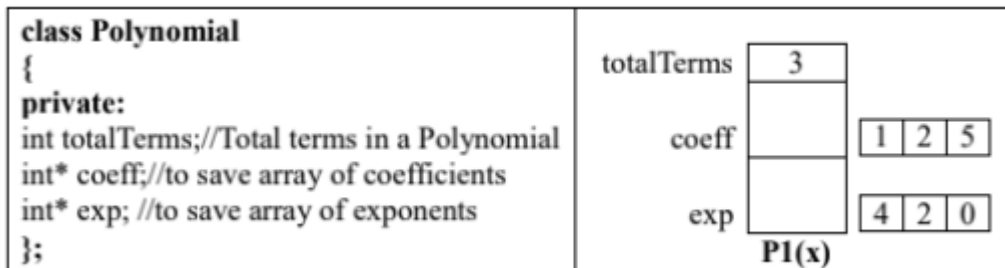 class Polynomial
{
private:
int totalTerms;//Total terms in a Polynomial
int* coeff;//to save array of coefficients
int* exp; //to save array of exponents
};
totalTerms 3
coeff 1 2 5
exp 4 2 0
P1(x)